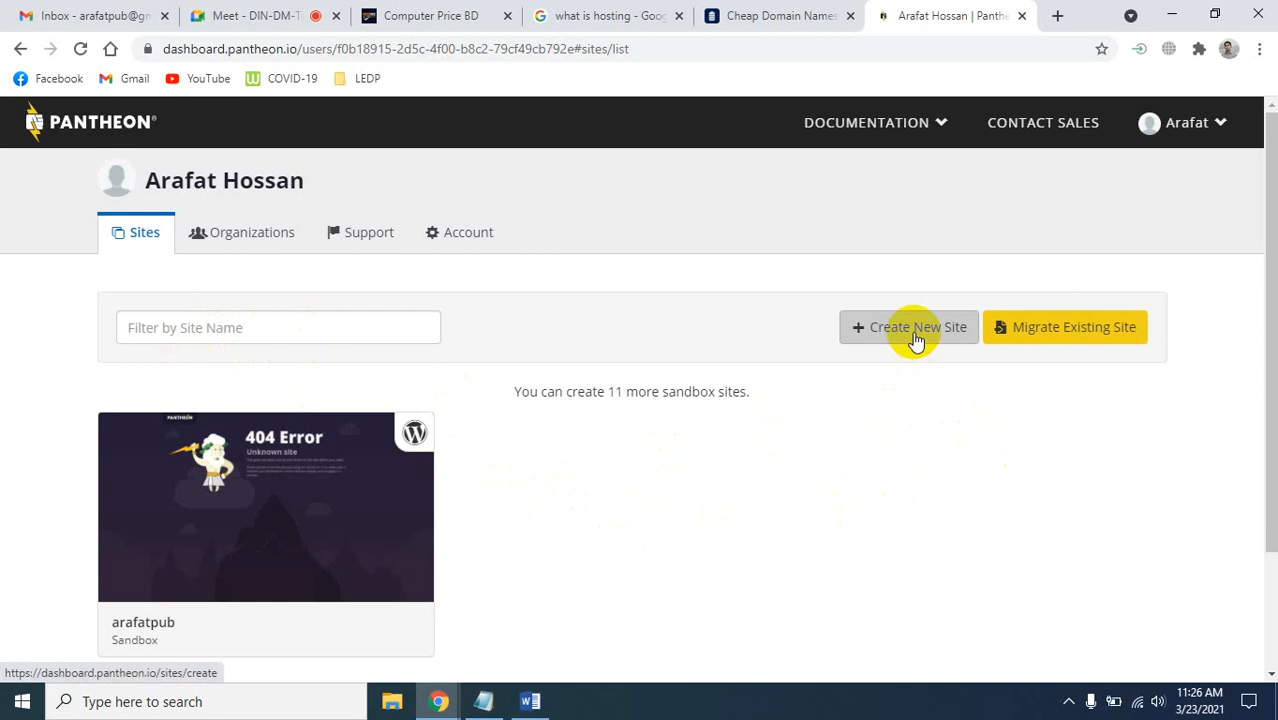 Inbox - arafatpub@gm
Meet - DIN-DM-T
Computer Price BD
what is hosting - Goog
Cheap Domain Names
Arafat Hossan | Panthe
dashboard.pantheon.io/users/f0b18915-2d5c-4f00-b8c2-79cf49cb792e#sites/list
Facebook
Gmail
YouTube
COVID-19
LEDP
PANTHEON®
DOCUMENTATION
CONTACT SALES
Arafat
Arafat Hossan
Sites
Organizations
Support
Account
Filter by Site Name
+ Create New Site
Migrate Existing Site
You can create 11 more sandbox sites.
PANTHEON
404 Error
Unknown site
arafatpub
Sandbox
https://dashboard.pantheon.io/sites/create
Type here to search
11:26 AM
3/23/2021